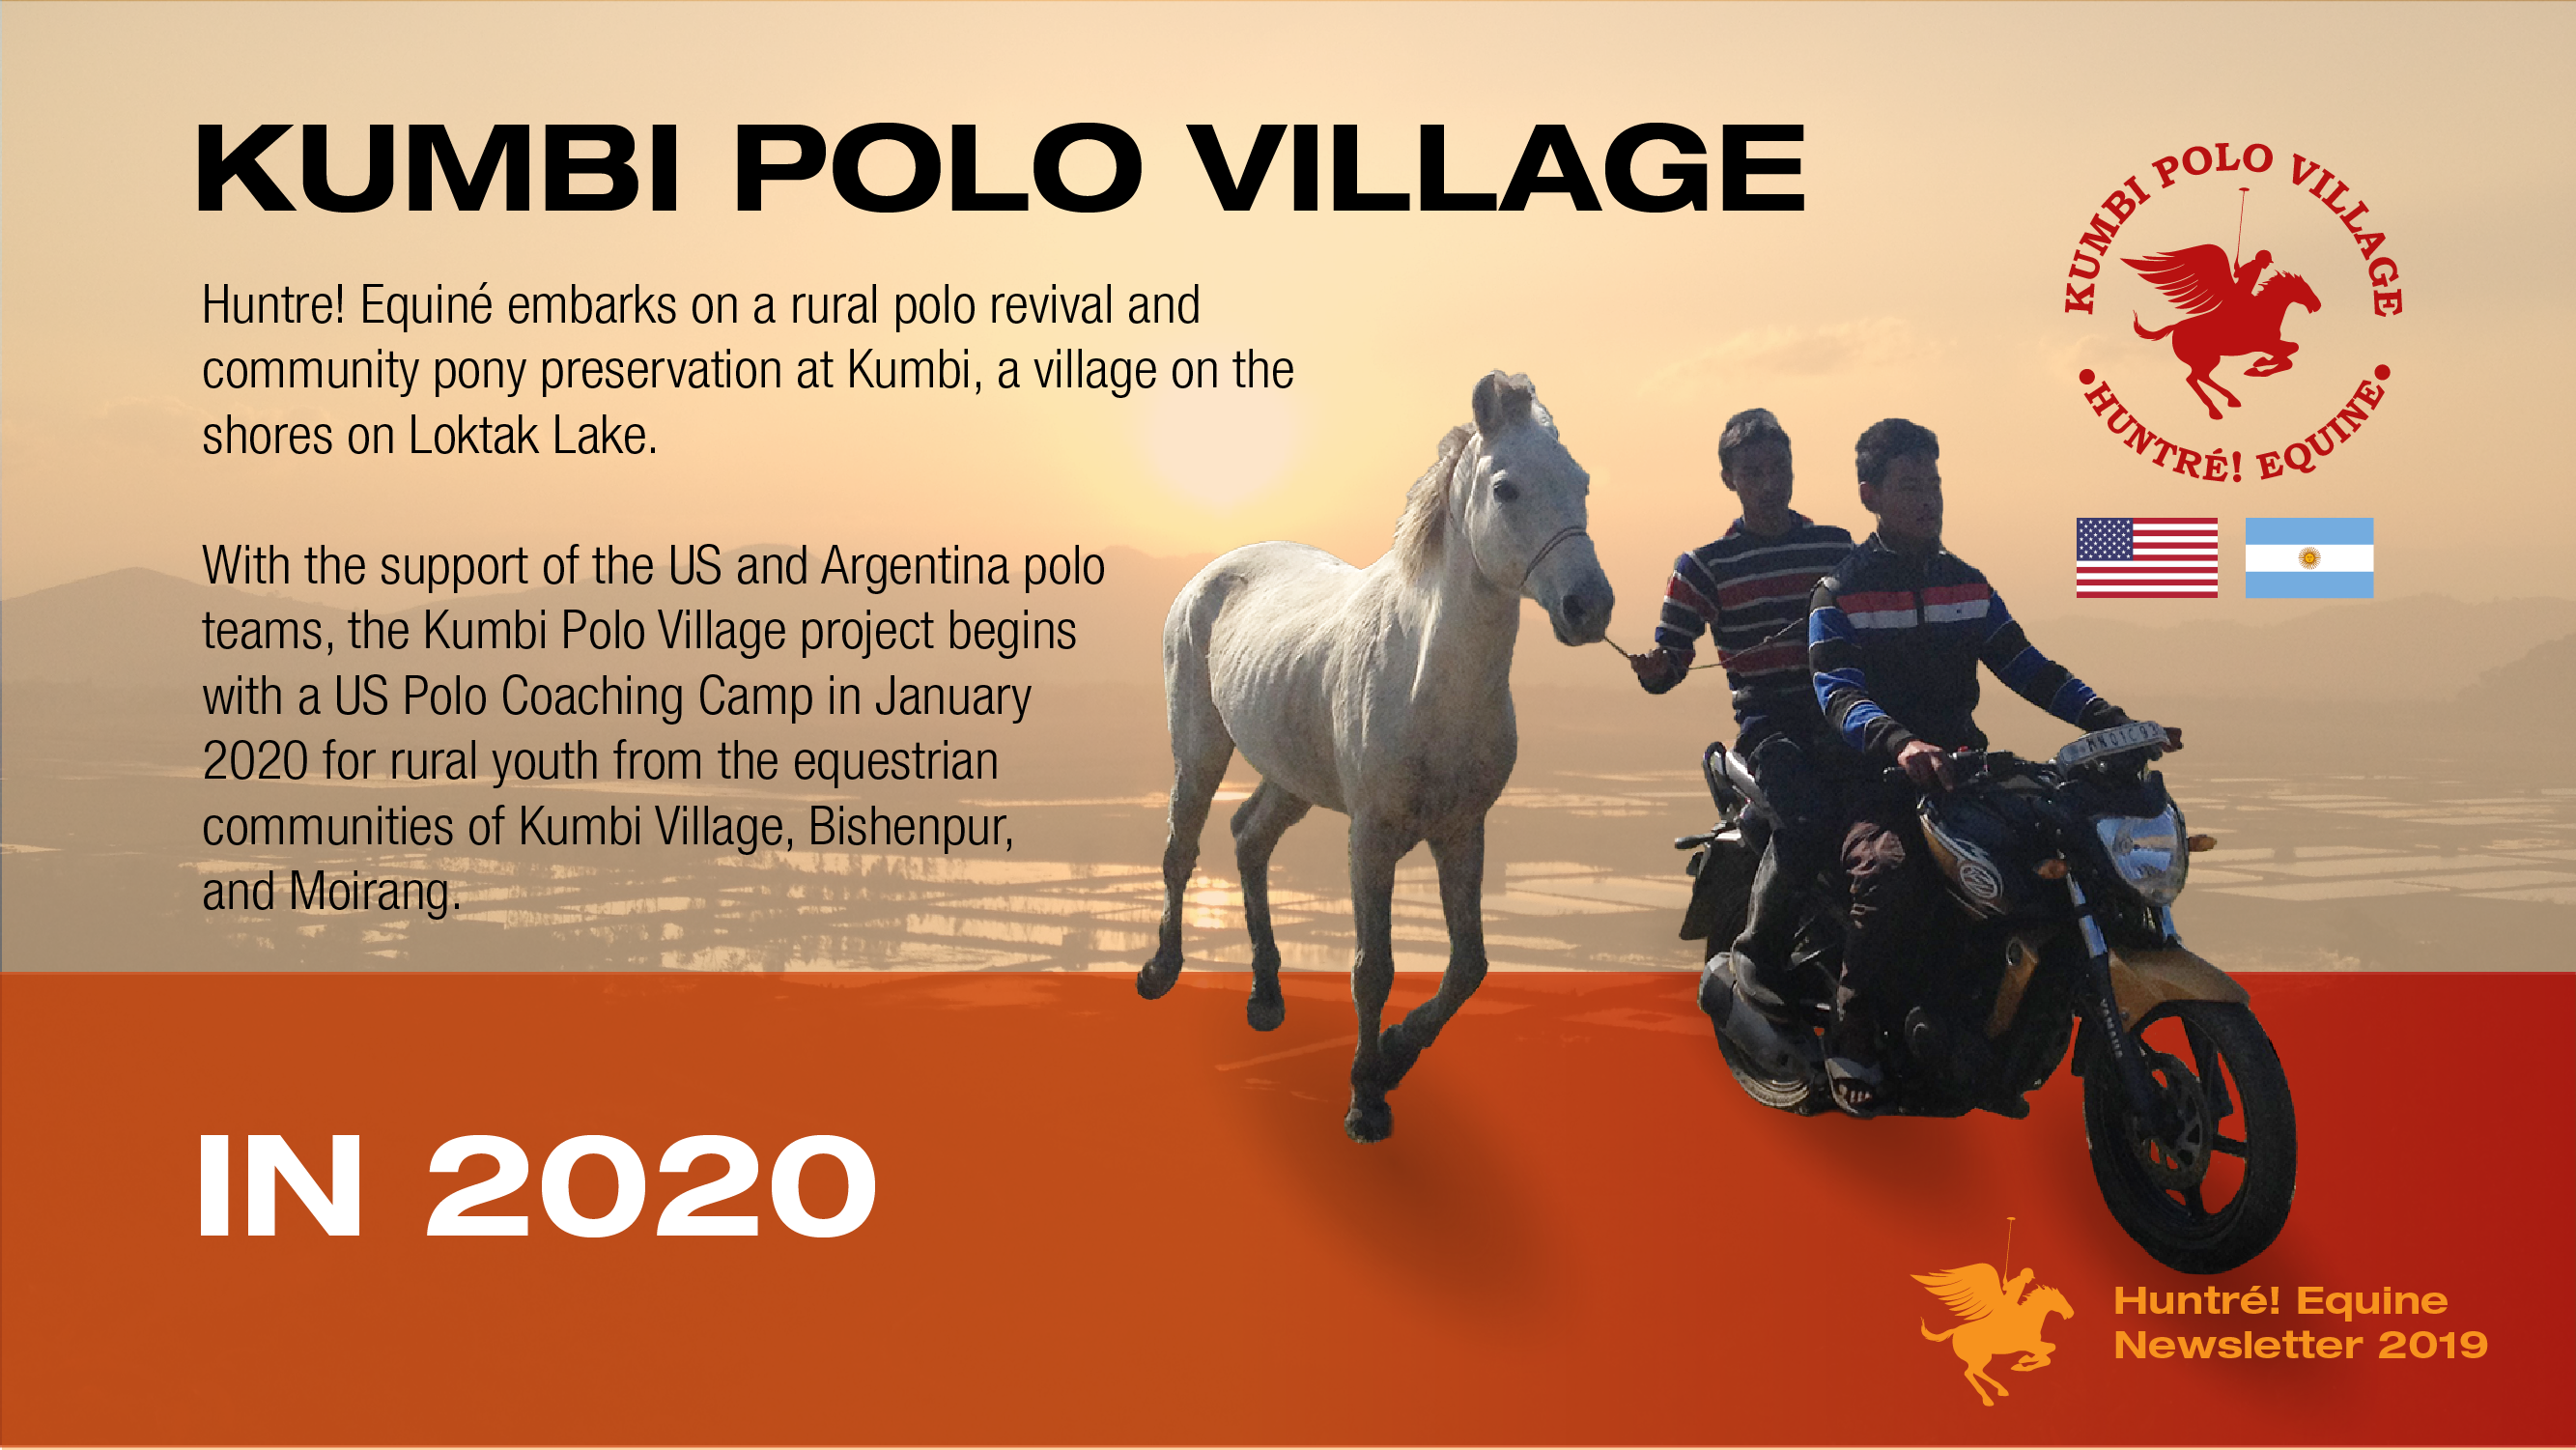 KUMBI POLO VILLAGE
Huntre! Equiné embarks on a rural polo revival and
community pony preservation at Kumbi, a village on the
shores on Loktak Lake.
With the support of the US and Argentina polo
teams, the Kumbi Polo Village project begins
with a US Polo Coaching Camp in January
2020 for rural youth from the equestrian
communities of Kumbi Village, Bishenpur,
and Moirang.
KUMBI POLO VILLAGE
•HUNTRÉ! EQUINE•
YAMAHA
IN 2020
Huntré! Equine
Newsletter 2019